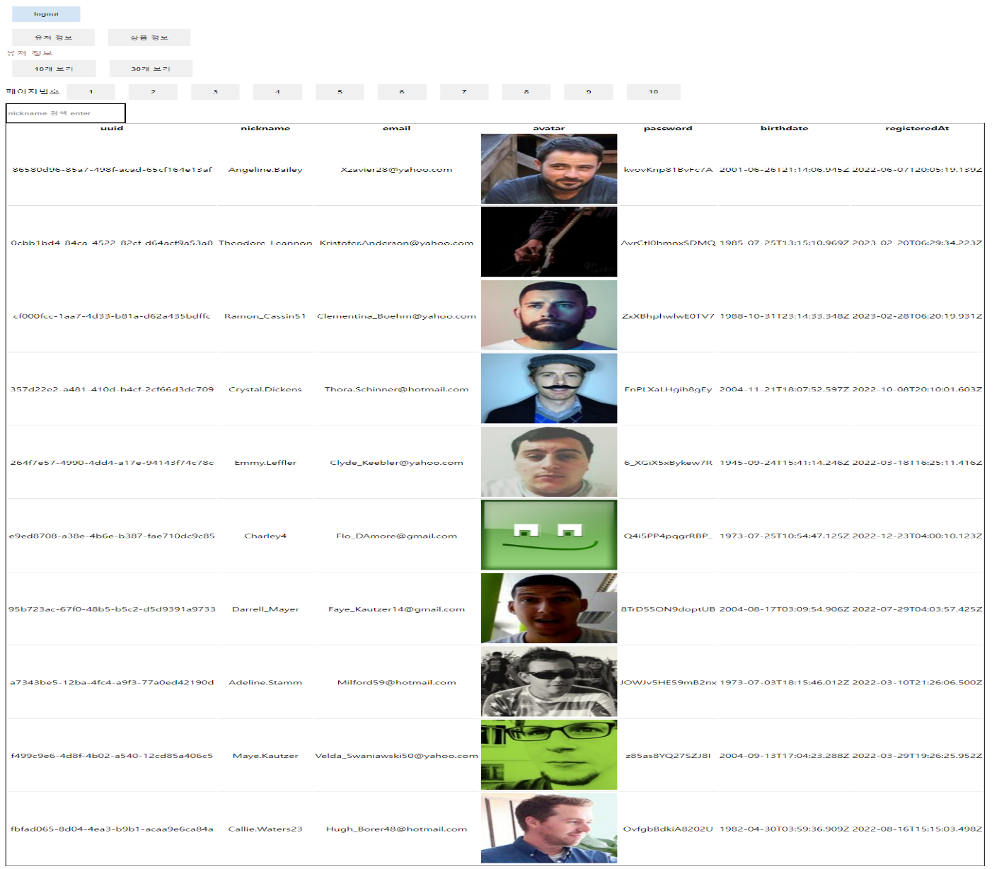 logout
유저 정보 상품 정보
유저 정보
10개 보기 30개 보기
페이지번호 1 2 3 4 5 6 7 8 9 10
nickname 검색 enter
uuid nickname email avatar password birthdate registeredAt
86580d96-85a7-498f-acad-65cf164e13af Angeline.Bailey Xzavier28@yahoo.com kvovKnp81BvFc7A 2001-06-26T21:14:06.945Z 2022-06-07T20:05:19.139Z
0cbb1bd4-84ca-4522-82cf-d64acf9a53a8 Theodore_Leannon Kristofer.Anderson@yahoo.com AvrCtl0hmnxSDMQ 1985-07-25T13:15:10.969Z 2023-02-20T06:29:34.223Z
cf000fcc-1aa7-4d33-b81a-d62a435bdffc Ramon_Cassin51 Clementina_Boehm@yahoo.com ZxXBhphwlwE0TV7 1988-10-31T23:14:33.348Z 2023-02-28T06:20:19.931Z
357d22e2-a481-410d-b4cf-2cf66d3dc709 Crystal.Dickens Thora.Schinner@hotmail.com FnPLXaLHgih8gEy 2004-11-21T18:07:52.597Z 2022-10-08T20:10:01.603Z
264f7e57-4990-4dd4-a17e-94143f74c78c Emmy.Leffler Clyde_Keebler@yahoo.com 6_XGiX5xBykew7R 1945-09-24T15:41:14.246Z 2022-03-18T16:25:11.416Z
e9ed8708-a38e-4b6e-b387-fae710dc9c85 Charley4 Flo_DAmore@gmail.com Q4i5PP4pqgrRBP_ 1973-07-25T10:54:47.125Z 2022-12-23T04:00:10.123Z
95b723ac-67f0-48b5-b5c2-d5d9391a9733 Darrell_Mayer Faye_Kautzer14@gmail.com 8TrD55ON9doptUB 2004-08-17T03:09:54.906Z 2022-07-29T04:03:57.425Z
a7343be5-12ba-4fc4-a9f3-77a0ed42190d Adeline.Stamm Milford59@hotmail.com JOWJv5HE59mB2nx 1973-07-03T18:15:46.012Z 2022-03-10T21:26:06.500Z
f499c9e6-4d8f-4b02-a540-12cd85a406c5 Maye.Kautzer Velda_Swaniawski50@yahoo.com z85as8YQ27SZJ8I 2004-09-13T17:04:23.288Z 2022-03-29T19:26:25.952Z
fbfad065-8d04-4ea3-b9b1-acaa9e6ca84a Callie.Waters23 Hugh_Borer48@hotmail.com OvfgbBdkiA8202U 1982-04-30T03:59:36.909Z 2022-08-16T15:15:03.498Z